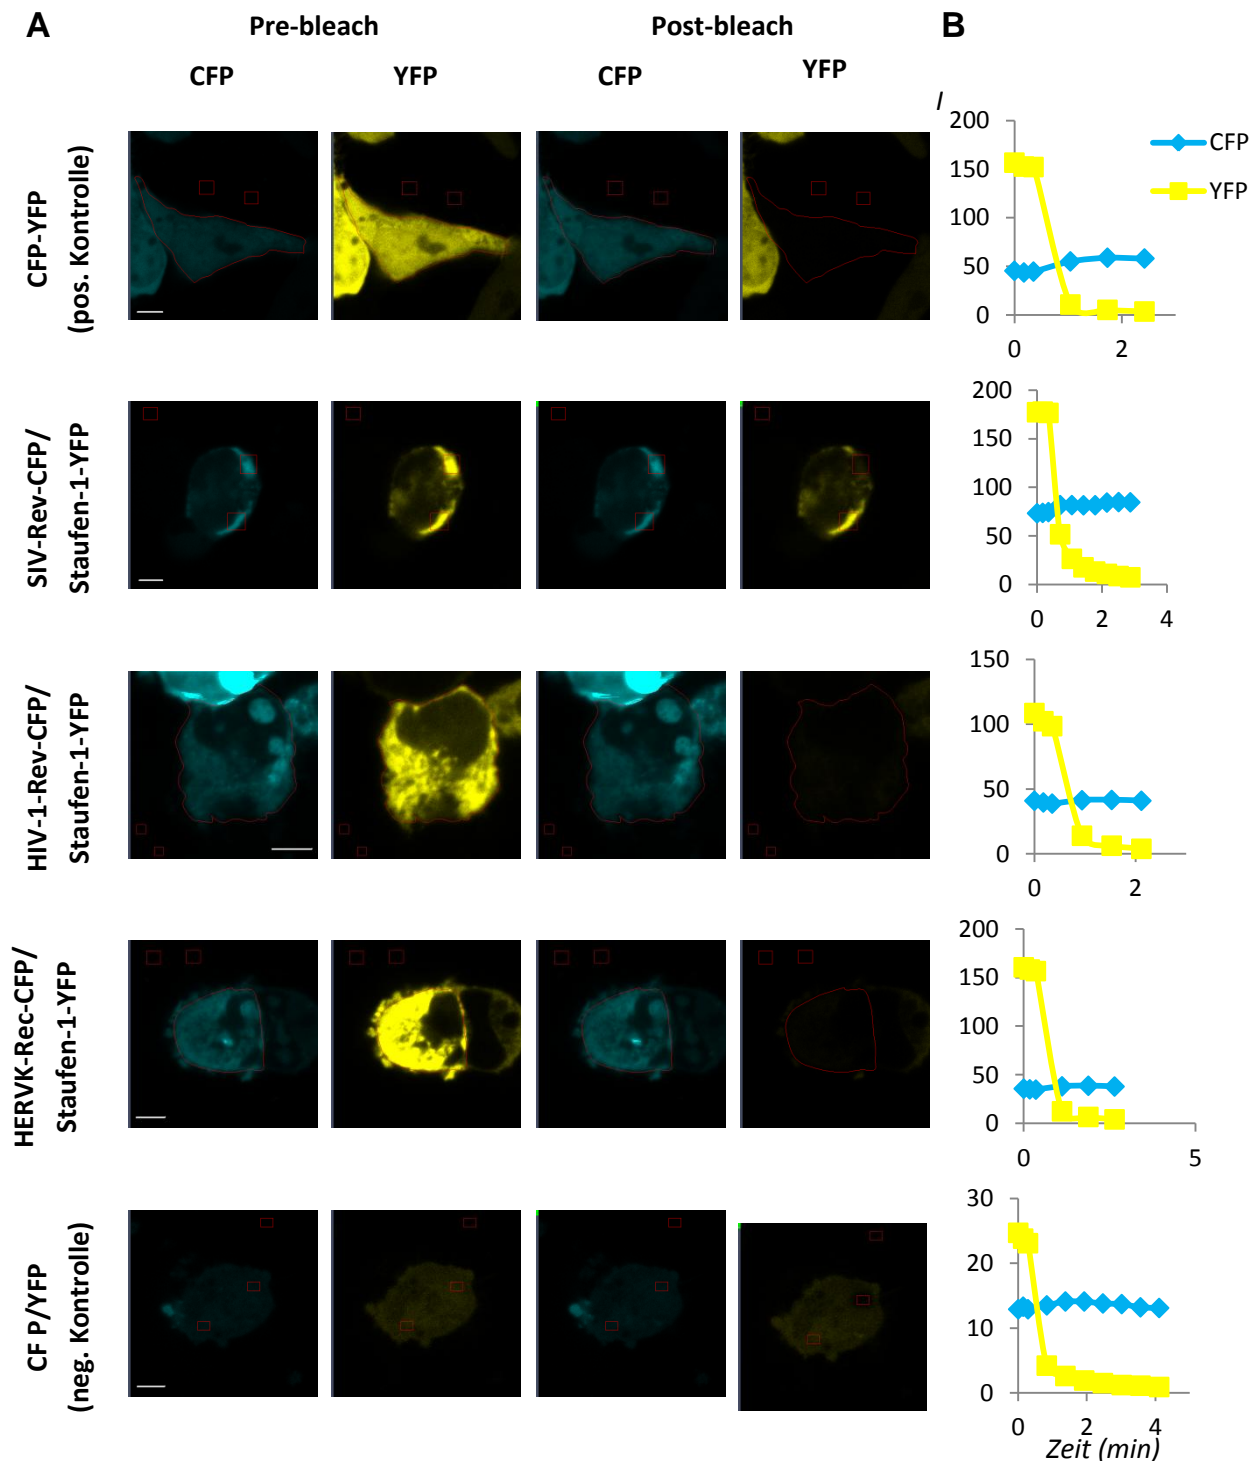 A
Pre-bleach
Post-bleach
B
CFP
YFP
CFP
YFP
CFP-YFP
(pos. Kontrolle)
I
200
150
100
50
0
0
2
CFP
YFP
SIV-Rev-CFP/
Staufen-1-YFP
200
150
100
50
0
0
2
4
HIV-1-Rev-CFP/
Staufen-1-YFP
150
100
50
0
0
2
HERVK-Rec-CFP/
Staufen-1-YFP
200
150
100
50
0
0
5
CF P/YFP
(neg. Kontrolle)
30
20
10
0
0
2
4
Zeit (min)